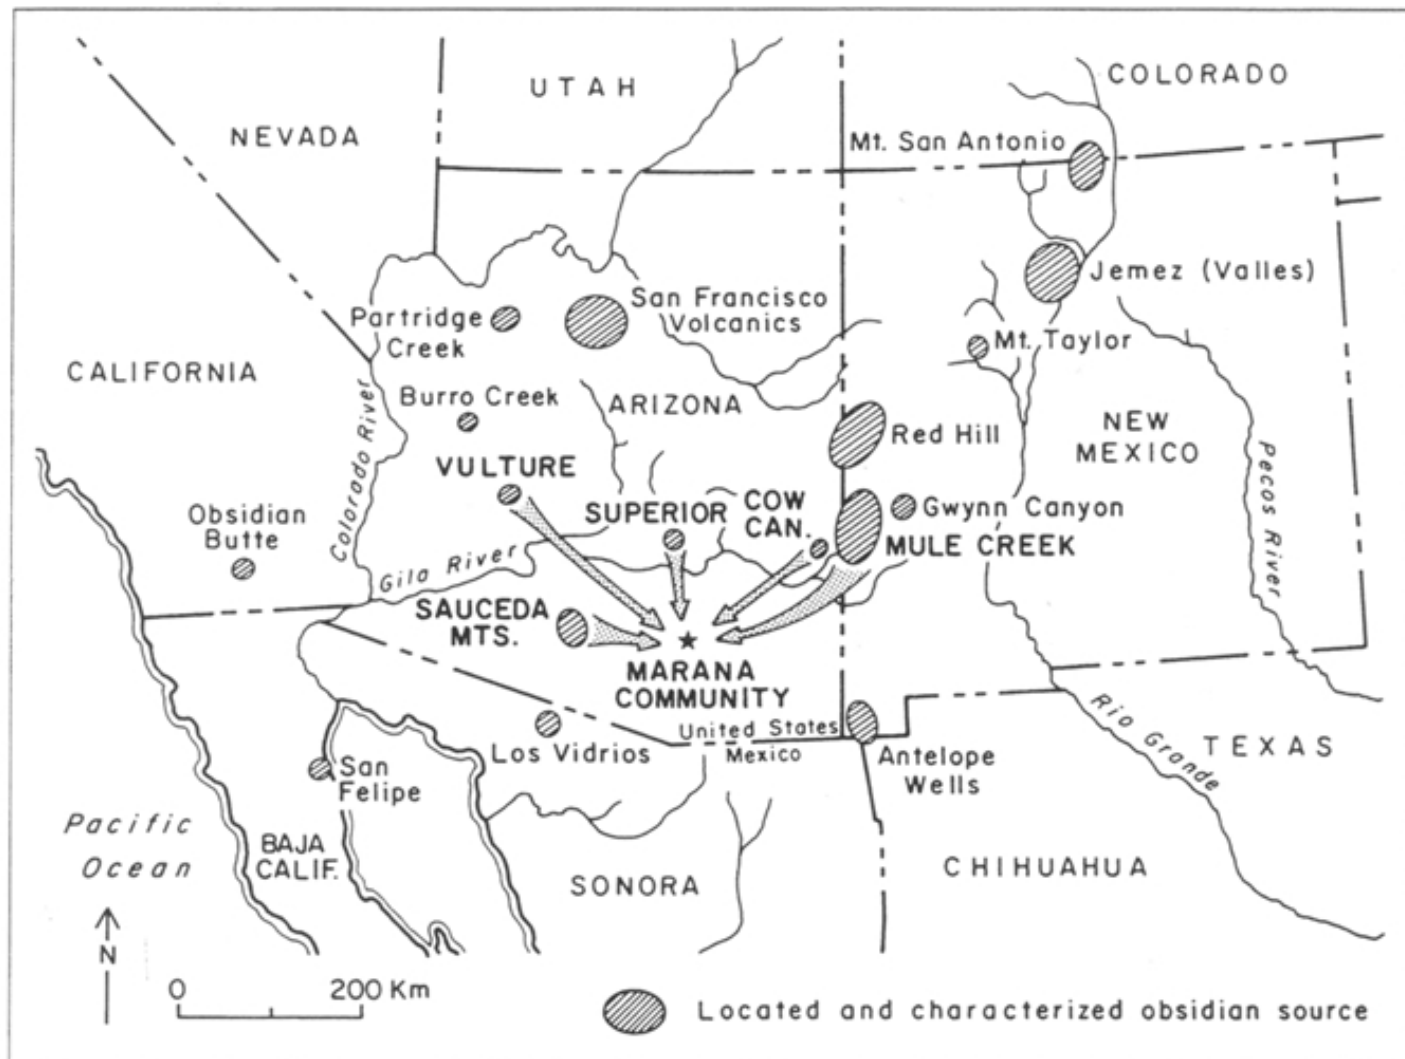 UTAH
COLORADO
NEVADA
Mt. San Antonio
Jemez (Valles)
San Francisco
Volcanics
Partridge
Creek
Mt. Taylor
CALIFORNIA
Burro Creek
ARIZONA
Colorado River
Red Hill
NEW
MEXICO
Pecos River
VULTURE
SUPERIOR
COW
CAN.
Gwynn Canyon
MULE CREEK
Obsidian
Butte
Gila River
SAUCEDA
MTS.
MARANA
COMMUNITY
United States
Mexico
Los Vidrios
Antelope
Wells
Rio Grande
TEXAS
San
Felipe
Pacific
Ocean
BAJA
CALIF.
SONORA
CHIHUAHUA
N
0 200 Km
Located and characterized obsidian source